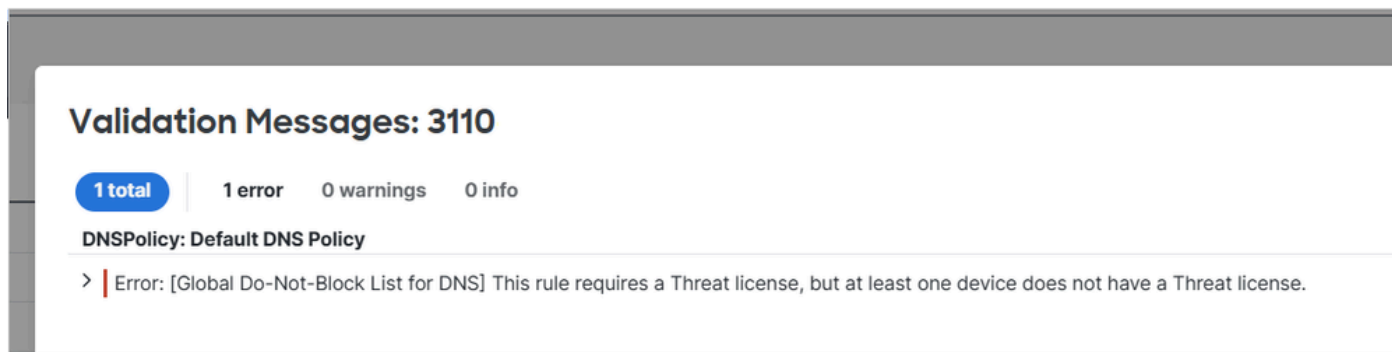 Validation Messages: 3110
1 total 1 error 0 warnings 0 info
DNSPolicy: Default DNS Policy
Error: [Global Do-Not-Block List for DNS] This rule requires a Threat license, but at least one device does not have a Threat license.